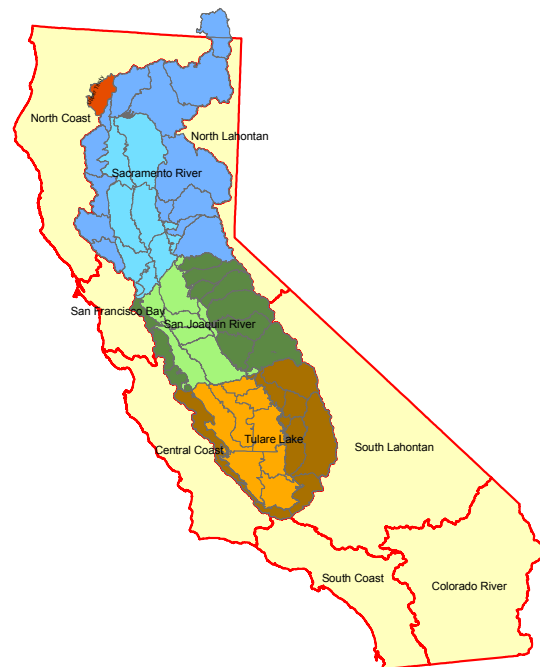 North Coast
North Lahontan
Sacramento River
San Francisco Bay
San Joaquin River
Central Coast
Tulare Lake
South Lahontan
South Coast
Colorado River